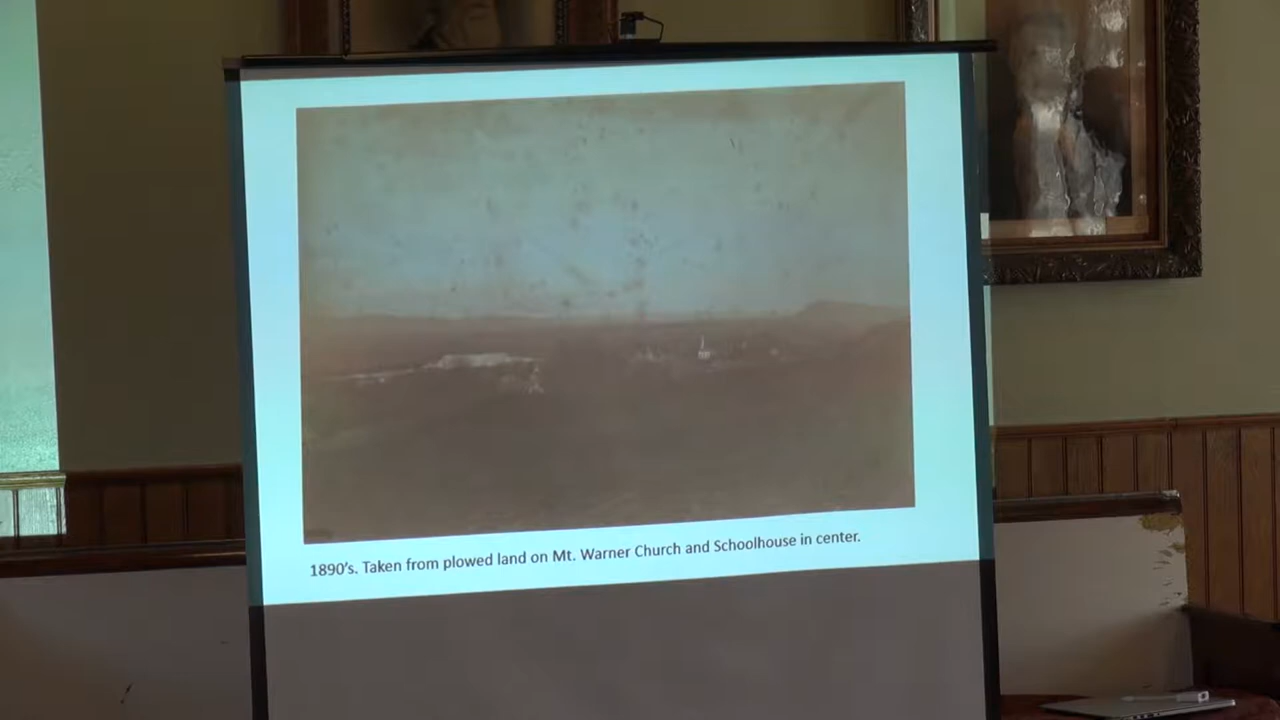 1890's. Taken from plowed land on Mt. Warner Church and Schoolhouse in center.